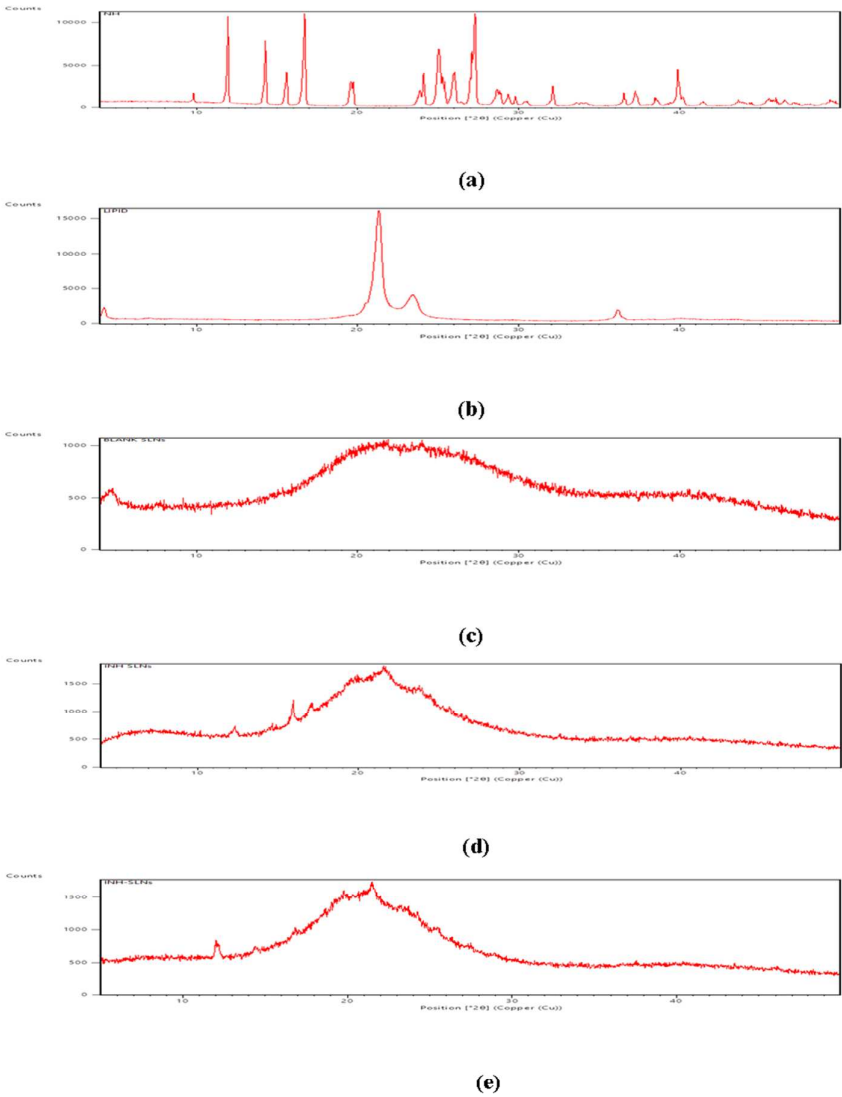 Counts
INH
10000
5000
0
10 20 30 40
Position [°2θ] (Copper (Cu))
(a)
Counts
LIPID
15000
10000
5000
0
10 20 30 40
Position [°2θ] (Copper (Cu))
(b)
Counts
BLANK SLNs
1000
500
0
10 20 30 40
Position [°2θ] (Copper (Cu))
(c)
Counts
INH SLNs
1500
1000
500
0
10 20 30 40
Position [°2θ] (Copper (Cu))
(d)
Counts
INH-SLNs
1500
1000
500
0
10 20 30 40
Position [°2θ] (Copper (Cu))
(e)